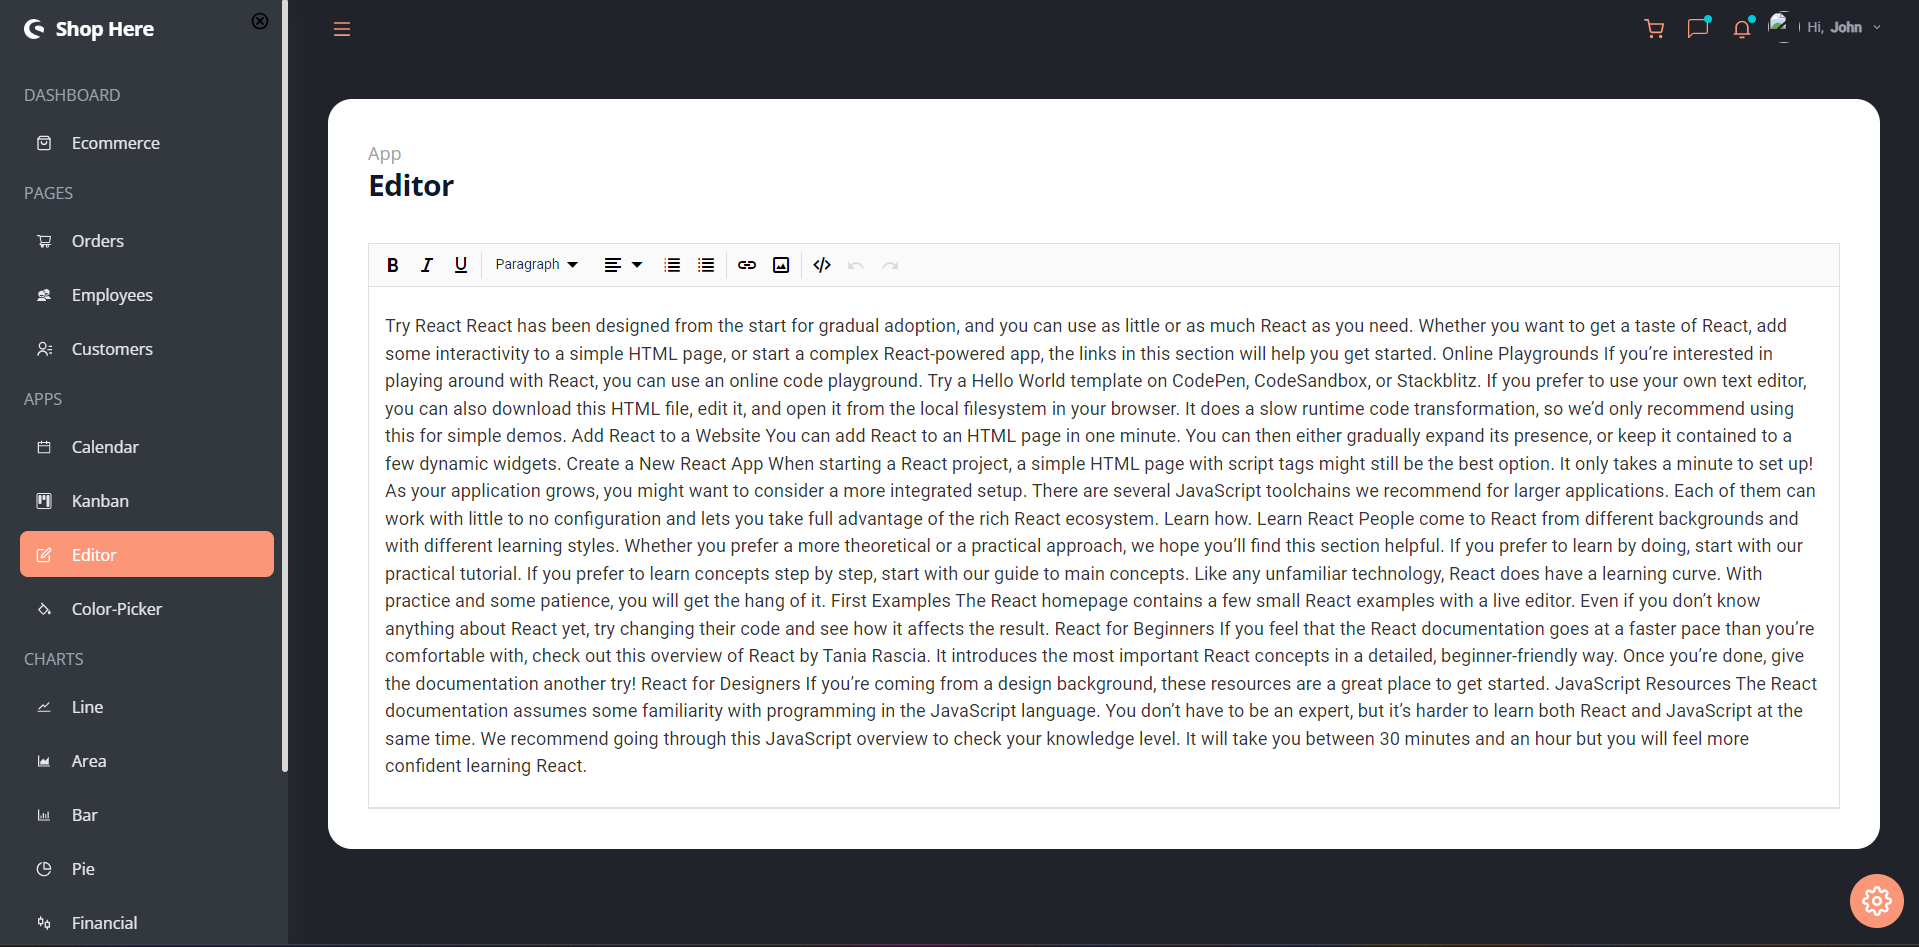 Shop Here
DASHBOARD
Ecommerce
PAGES
Orders
Employees
Customers
APPS
Calendar
Kanban
Editor
Color-Picker
CHARTS
Line
Area
Bar
Pie
Financial
Hi, John
App
Editor
B I U Paragraph
Try React React has been designed from the start for gradual adoption, and you can use as little or as much React as you need. Whether you want to get a taste of React, add
some interactivity to a simple HTML page, or start a complex React-powered app, the links in this section will help you get started. Online Playgrounds If you’re interested in
playing around with React, you can use an online code playground. Try a Hello World template on CodePen, CodeSandbox, or Stackblitz. If you prefer to use your own text editor,
you can also download this HTML file, edit it, and open it from the local filesystem in your browser. It does a slow runtime code transformation, so we’d only recommend using
this for simple demos. Add React to a Website You can add React to an HTML page in one minute. You can then either gradually expand its presence, or keep it contained to a
few dynamic widgets. Create a New React App When starting a React project, a simple HTML page with script tags might still be the best option. It only takes a minute to set up!
As your application grows, you might want to consider a more integrated setup. There are several JavaScript toolchains we recommend for larger applications. Each of them can
work with little to no configuration and lets you take full advantage of the rich React ecosystem. Learn how. Learn React People come to React from different backgrounds and
with different learning styles. Whether you prefer a more theoretical or a practical approach, we hope you’ll find this section helpful. If you prefer to learn by doing, start with our
practical tutorial. If you prefer to learn concepts step by step, start with our guide to main concepts. Like any unfamiliar technology, React does have a learning curve. With
practice and some patience, you will get the hang of it. First Examples The React homepage contains a few small React examples with a live editor. Even if you don’t know
anything about React yet, try changing their code and see how it affects the result. React for Beginners If you feel that the React documentation goes at a faster pace than you’re
comfortable with, check out this overview of React by Tania Rascia. It introduces the most important React concepts in a detailed, beginner-friendly way. Once you’re done, give
the documentation another try! React for Designers If you’re coming from a design background, these resources are a great place to get started. JavaScript Resources The React
documentation assumes some familiarity with programming in the JavaScript language. You don’t have to be an expert, but it’s harder to learn both React and JavaScript at the
same time. We recommend going through this JavaScript overview to check your knowledge level. It will take you between 30 minutes and an hour but you will feel more
confident learning React.